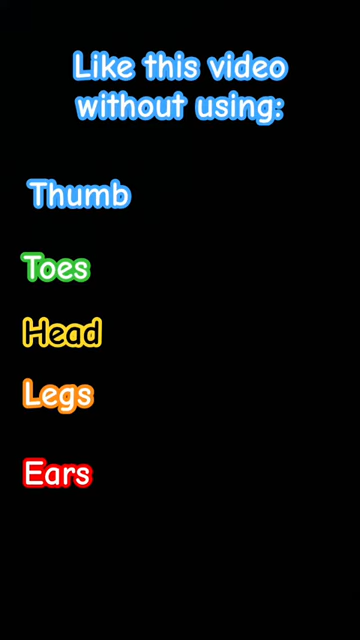 Like this video
without using:
Thumb
Toes
Head
Legs
Ears